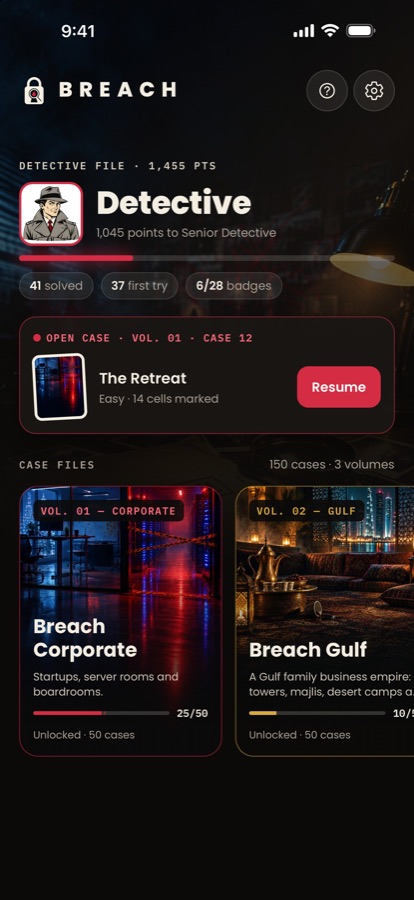 9:41
BREACH
DETECTIVE FILE · 1,455 PTS
Detective
1,045 points to Senior Detective
41 solved
37 first try
6/28 badges
OPEN CASE · VOL. 01 · CASE 12
The Retreat
Easy · 14 cells marked
Resume
CASE FILES
150 cases · 3 volumes
VOL. 01 — CORPORATE
Breach
Corporate
Startups, server rooms and
boardrooms.
25/50
Unlocked · 50 cases
VOL. 02 — GULF
Breach Gulf
A Gulf family business empire:
towers, majlis, desert camps a
10/5
Unlocked · 50 cases